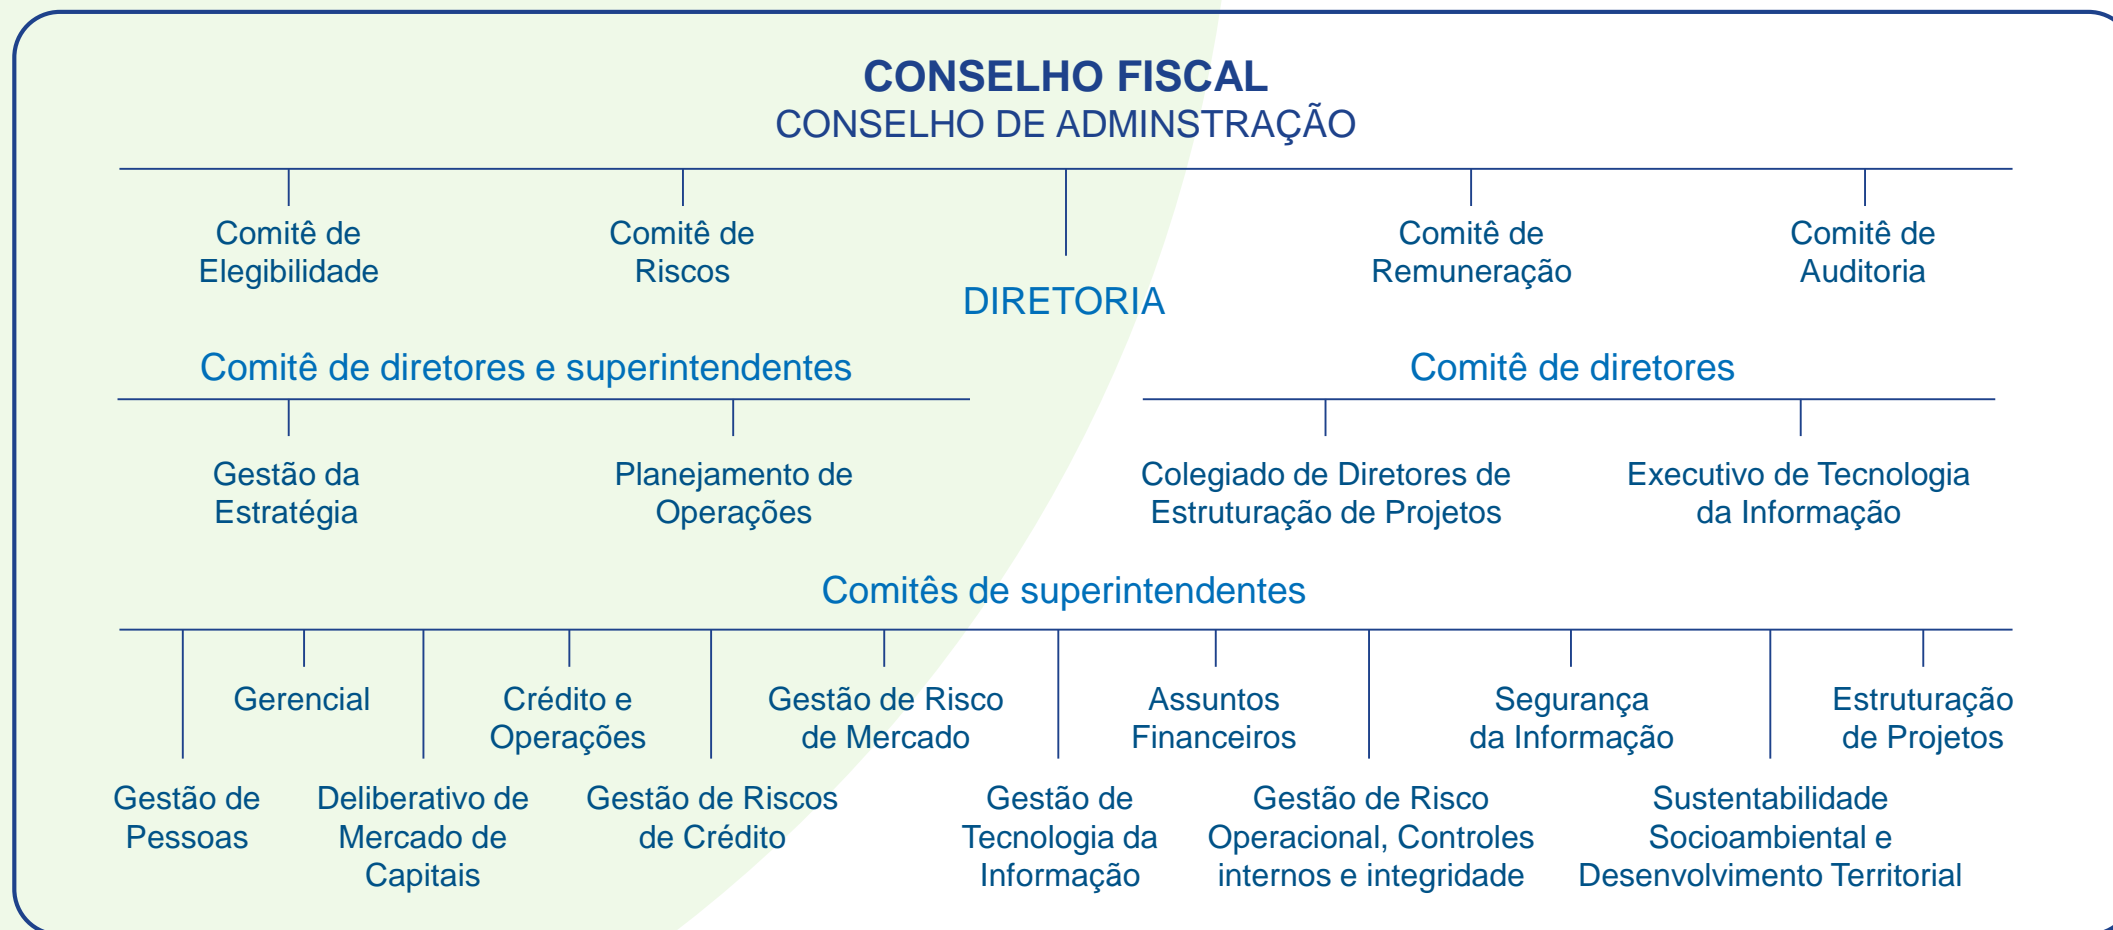 CONSELHO FISCAL
CONSELHO DE ADMINSTRAÇÃO
Comitê de
Elegibilidade
Comitê de
Riscos
DIRETORIA
Comitê de
Remuneração
Comitê de
Auditoria
Comitê de diretores e superintendentes
Gestão da
Estratégia
Planejamento de
Operações
Comitê de diretores
Colegiado de Diretores de
Estruturação de Projetos
Executivo de Tecnologia
da Informação
Comitês de superintendentes
Gestão de
Pessoas
Gerencial
Deliberativo de
Mercado de
Capitais
Crédito e
Operações
Gestão de Riscos
de Crédito
Gestão de Risco
de Mercado
Gestão de
Tecnologia da
Informação
Assuntos
Financeiros
Gestão de Risco
Operacional, Controles
internos e integridade
Segurança
da Informação
Sustentabilidade
Socioambiental e
Desenvolvimento Territorial
Estruturação
de Projetos